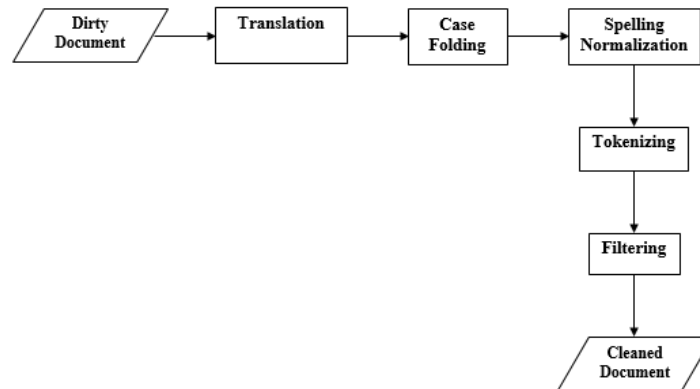 Dirty
Document
Translation
Case
Folding
Spelling
Normalization
Tokenizing
Filtering
Cleaned
Document